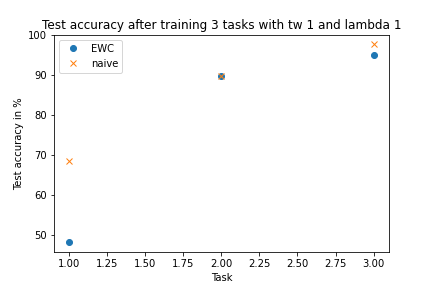 Test accuracy after training 3 tasks with tw 1 and lambda 1
EWC
naive
Test accuracy in %
100
90
80
70
60
50
1.00 1.25 1.50 1.75 2.00 2.25 2.50 2.75 3.00
Task